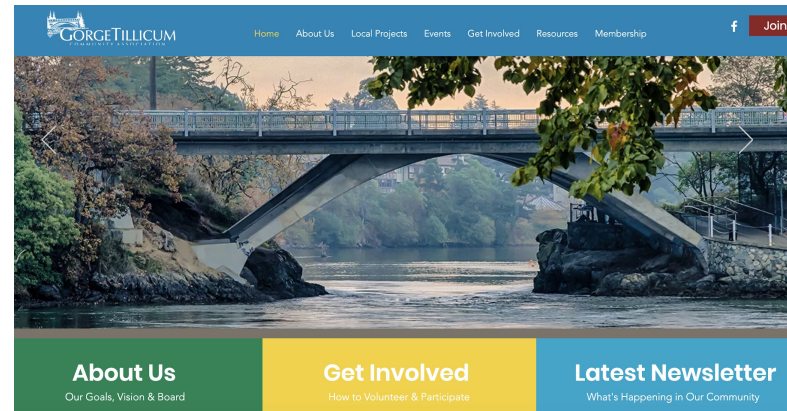 GORGETILLICUM
COMMUNITY ASSOCIATION
Home About Us Local Projects Events Get Involved Resources Membership
f Join
About Us
Our Goals, Vision & Board
Get Involved
How to Volunteer & Participate
Latest Newsletter
What's Happening in Our Community